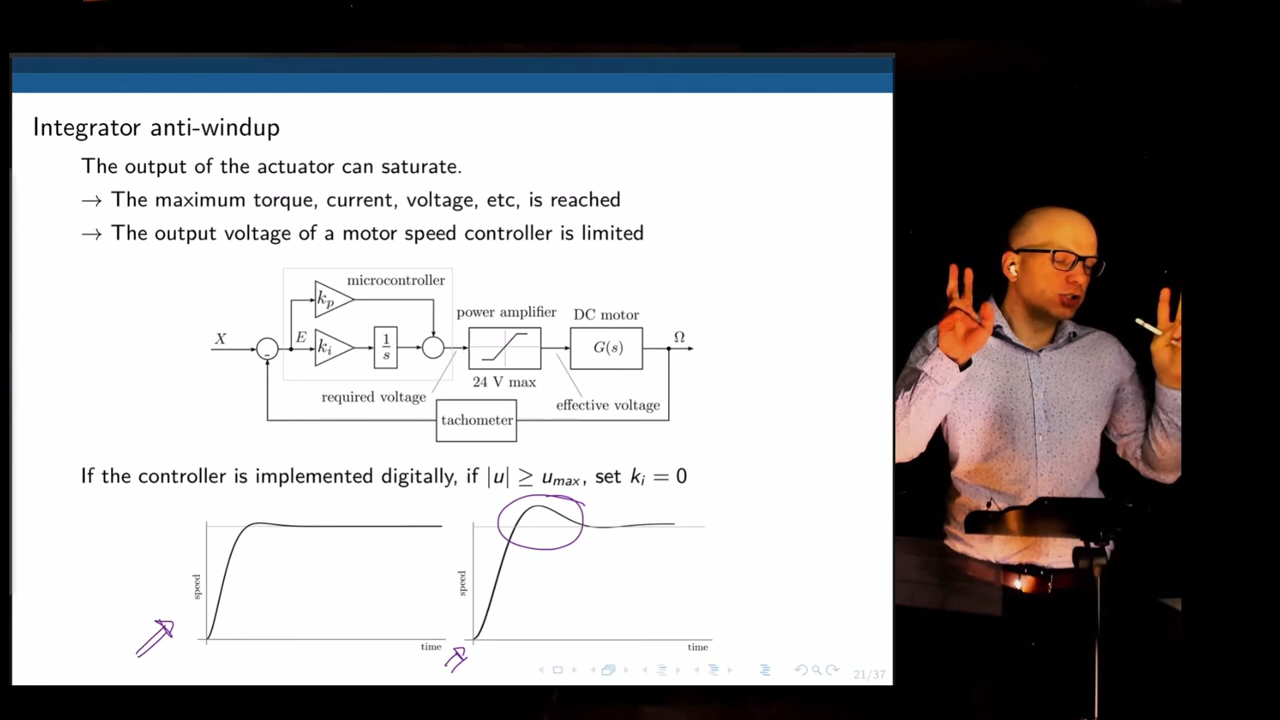 Integrator anti-windup
The output of the actuator can saturate.
→ The maximum torque, current, voltage, etc, is reached
→ The output voltage of a motor speed controller is limited
microcontroller
k_p
power amplifier
DC motor
X
E
k_i
1/s
G(s)
Ω
-
24 V max
required voltage
effective voltage
tachometer
If the controller is implemented digitally, if |u| ≥ u_max, set k_i = 0
speed
time
speed
time
21/37